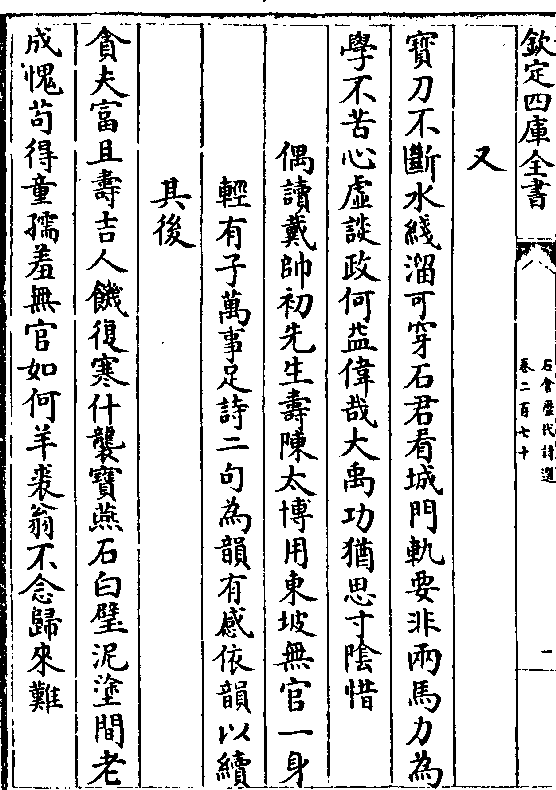 欽定四庫全書
石倉歷代詩選
卷二百七十
二
又
寶刀不斷水綫溜可穿石君看城門軌要非兩馬力為
學不苦心虛談政何益偉哉大禹功猶思寸陰惜
偶讀戴帥初先生壽陳太博用東坡無官一身
輕有子萬事足詩二句為韻有感依韻以續
其後
貪夫富且壽吉人饑復寒什襲寶燕石白璧泥塗間老
成愧苟得童孺羞無官如何羊裘翁不念歸來難